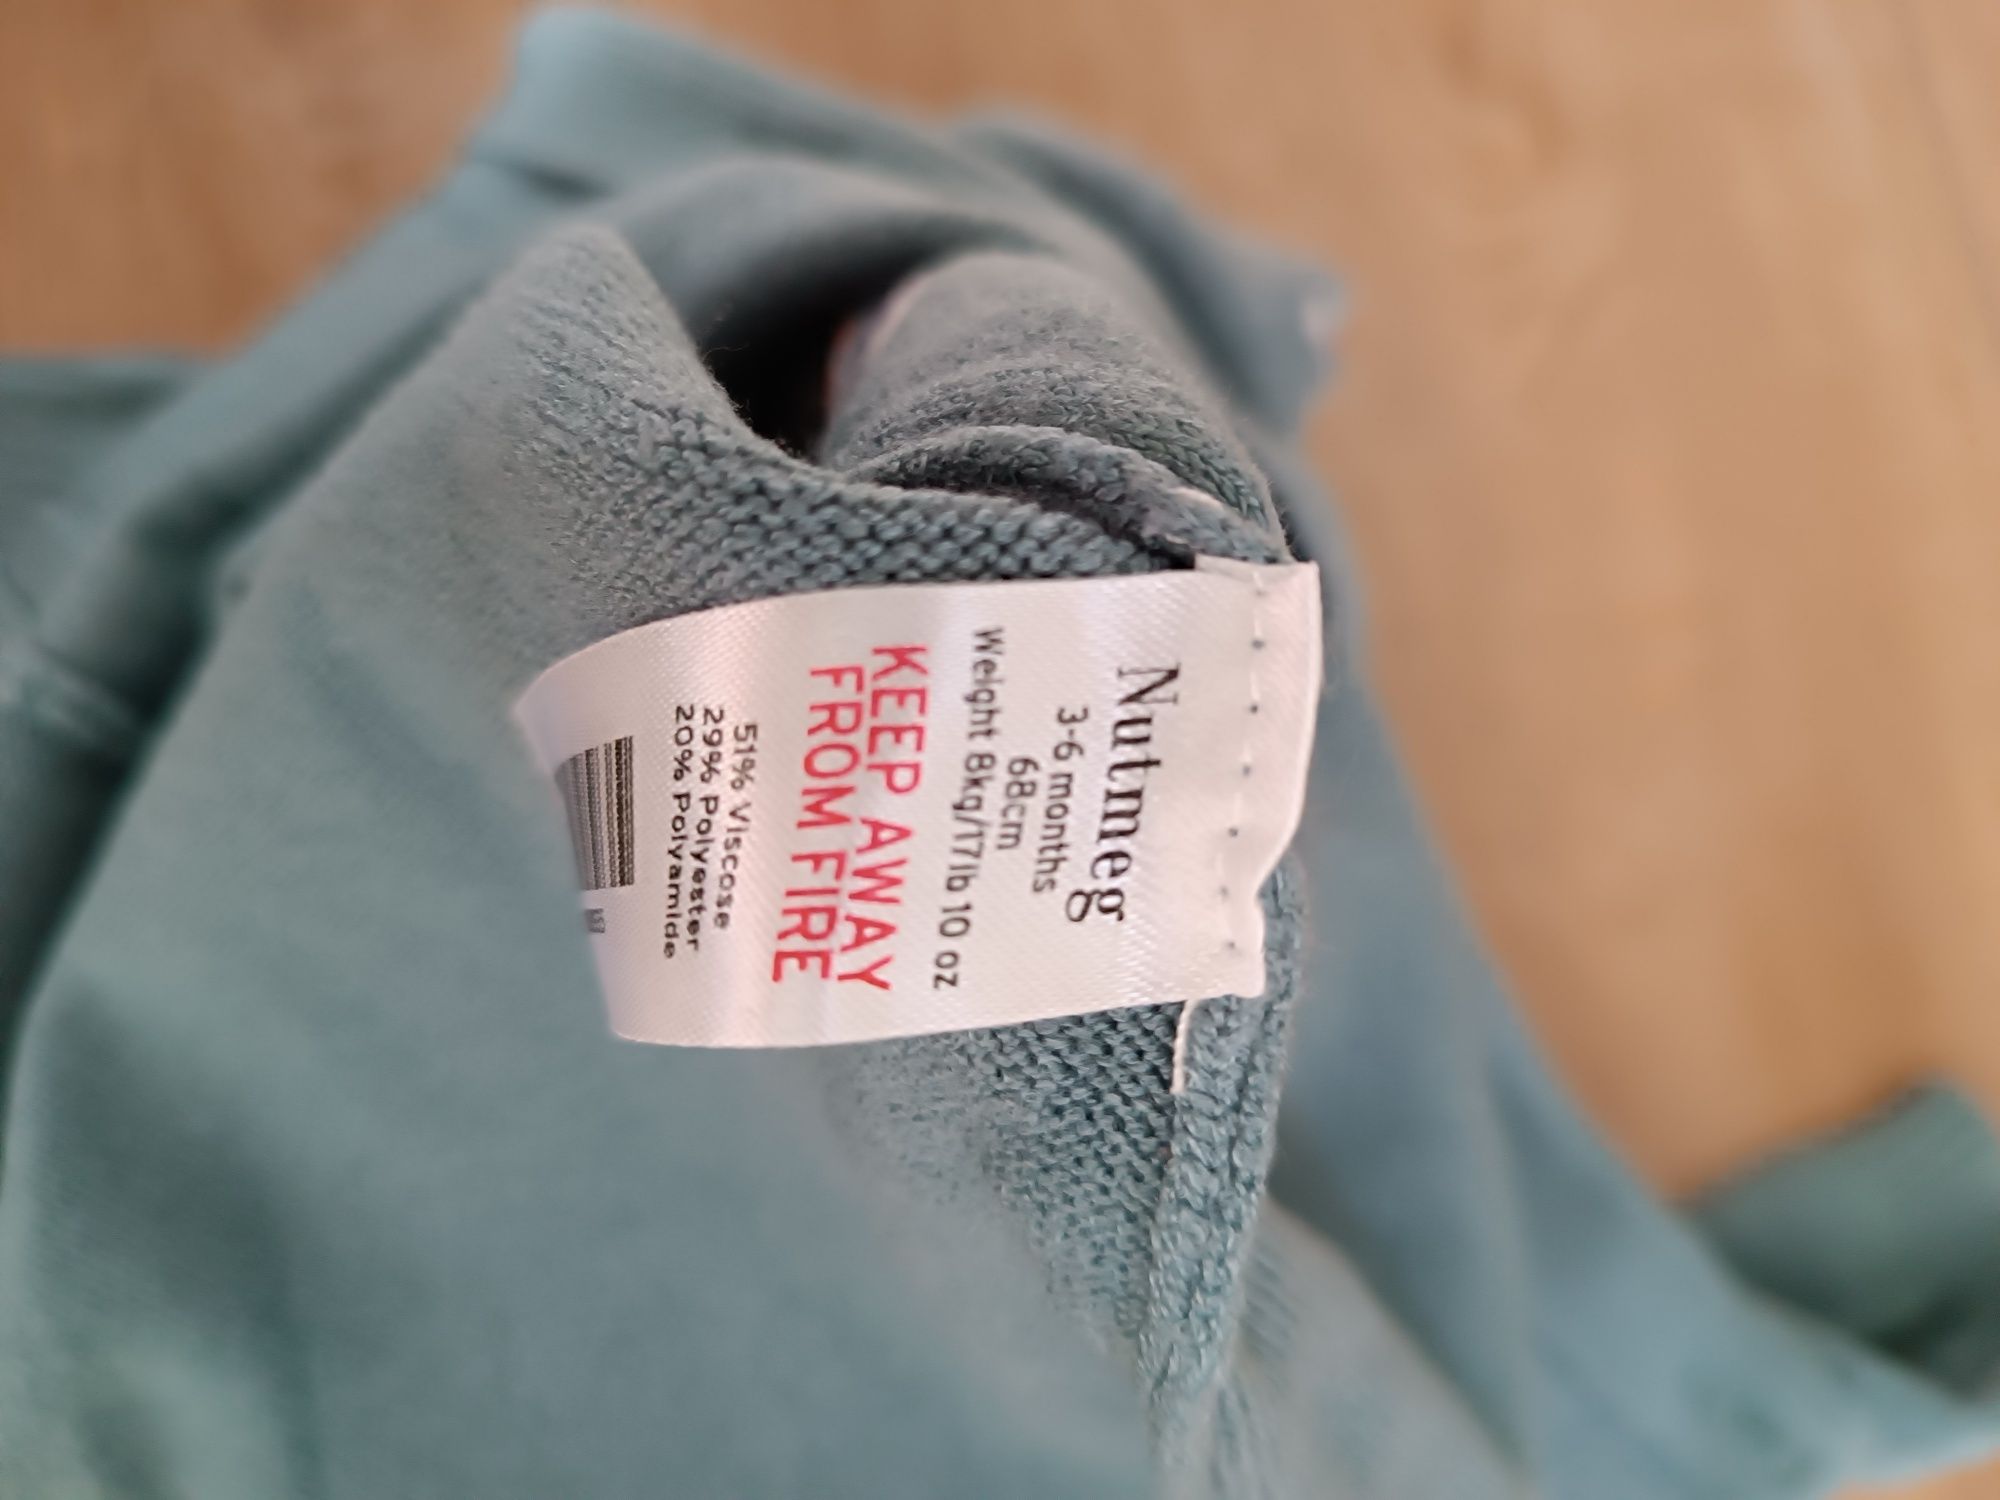 Nutmeg
3-6 months
68cm
Weight 8kg/17lb 10 oz
KEEP AWAY
FROM FIRE
51% Viscose
29% Polyester
20% Polyamide